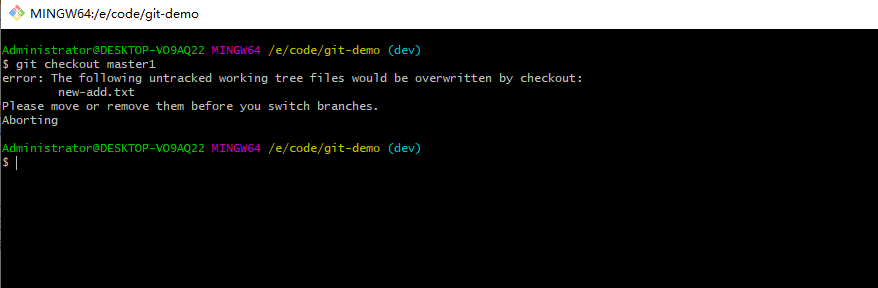 MINGW64:/e/code/git-demo
Administrator@DESKTOP-VO9AQ22 MINGW64 /e/code/git-demo (dev)
$ git checkout master1
error: The following untracked working tree files would be overwritten by checkout:
        new-add.txt
Please move or remove them before you switch branches.
Aborting
Administrator@DESKTOP-VO9AQ22 MINGW64 /e/code/git-demo (dev)
$